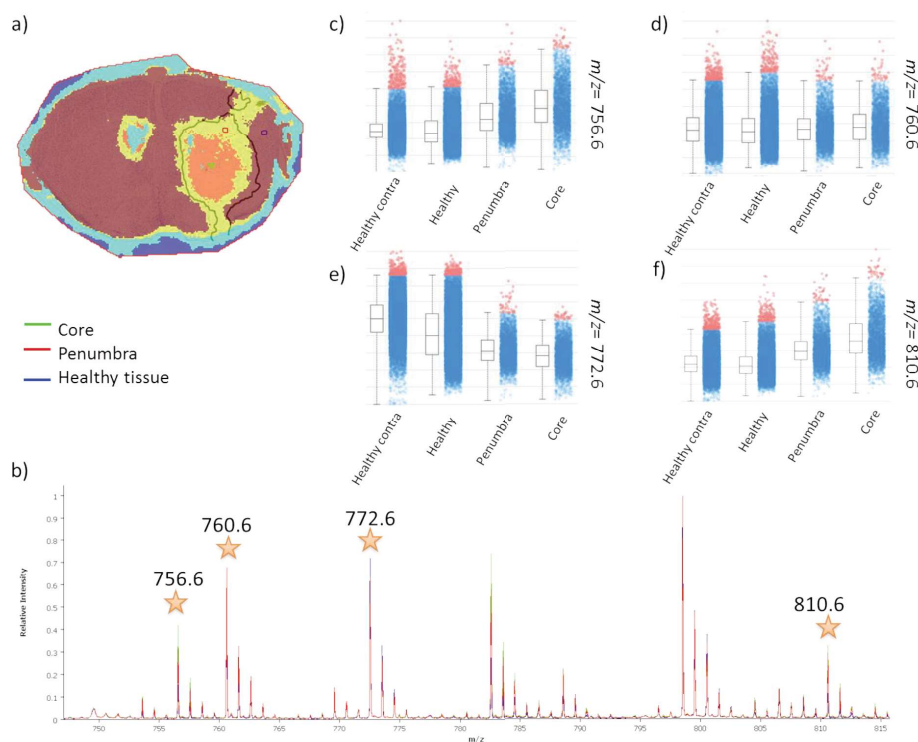 a)
Core
Penumbra
Healthy tissue
c)
Healthy contra
Healthy
Penumbra
Core
m/z= 756.6
d)
Healthy contra
Healthy
Penumbra
Core
m/z= 760.6
e)
Healthy contra
Healthy
Penumbra
Core
m/z= 772.6
f)
Healthy contra
Healthy
Penumbra
Core
m/z= 810.6
b)
756.6
760.6
772.6
810.6
Relative Intensity
1
0.9
0.8
0.7
0.6
0.5
0.4
0.3
0.2
0.1
0
750 755 760 765 770 775 780 785 790 795 800 805 810 815
m/z